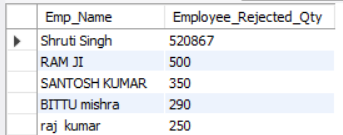 Emp_Name Employee_Rejected_Qty
Shruti Singh 520867
RAM JI 500
SANTOSH KUMAR 350
BITTU mishra 290
raj kumar 250